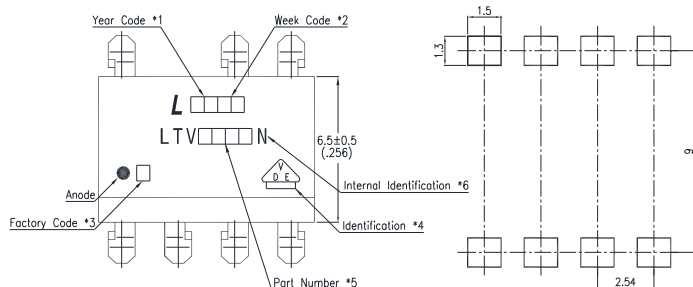 Year Code *1
Week Code *2
L
LTV N
6.5±0.5
(.256)
V
D E
Anode
Factory Code *3
Internal Identification *6
Identification *4
Part Number *5
1.5
1.3
9
2.54